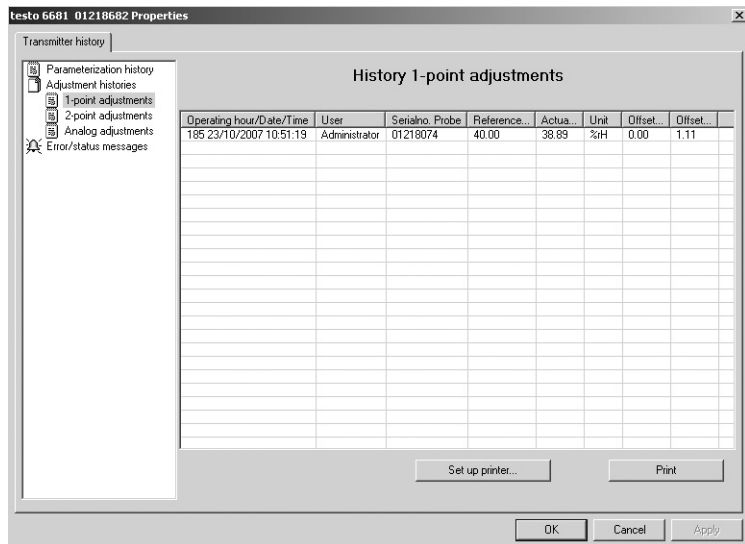 testo 6681 01218682 Properties
Transmitter history
Parameterization history
Adjustment histories
1-point adjustments
2-point adjustments
Analog adjustments
Error/status messages
History 1-point adjustments
Operating hour/Date/Time User Serialno. Probe Reference... Actua... Unit Offset... Offset...
185 23/10/2007 10:51:19 Administrator 01218074 40.00 38.89 %rH 0.00 1.11
Set up printer... Print
OK Cancel Apply